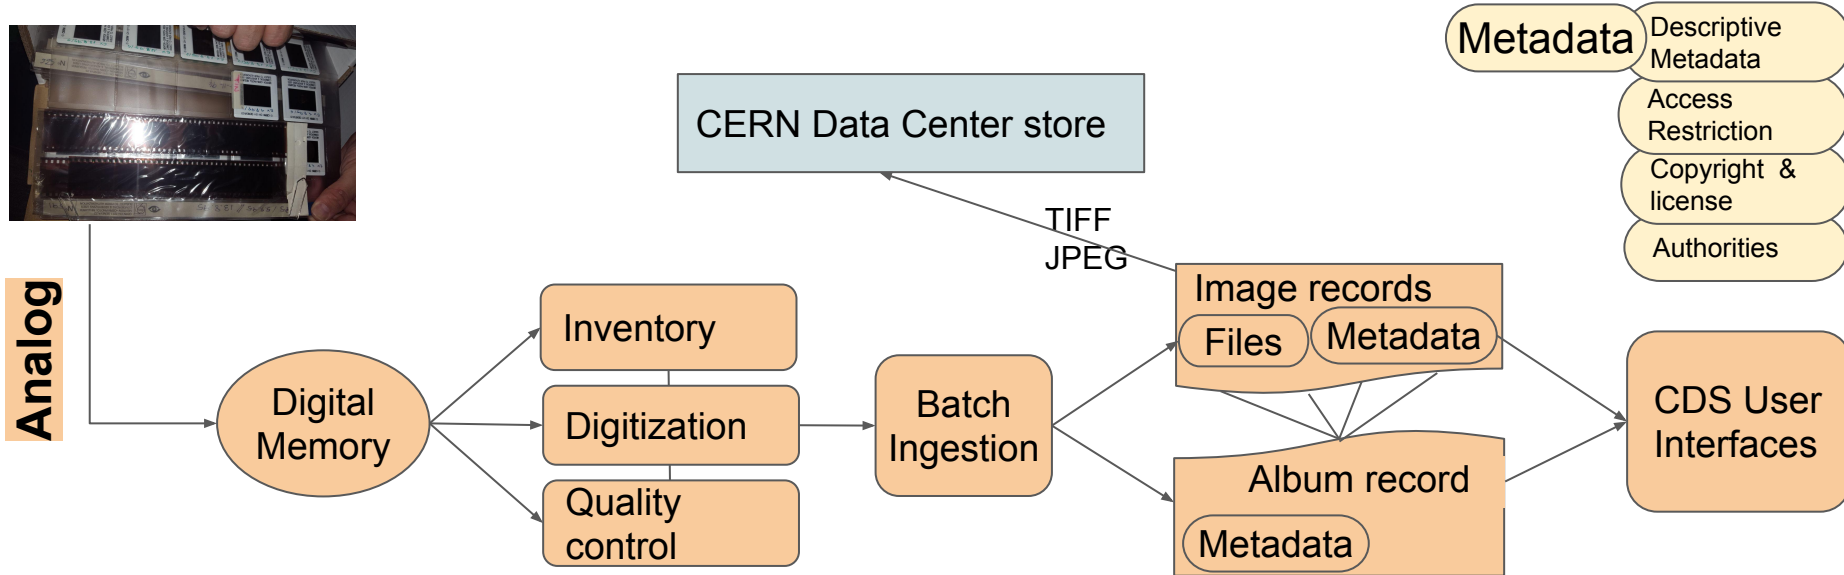 Metadata
Descriptive
Metadata
Access
Restriction
Copyright &
license
Authorities
CERN Data Center store
TIFF
JPEG
Analog
Digital
Memory
Inventory
Digitization
Quality
control
Batch
Ingestion
Image records
Files
Metadata
Album record
Metadata
CDS User
Interfaces